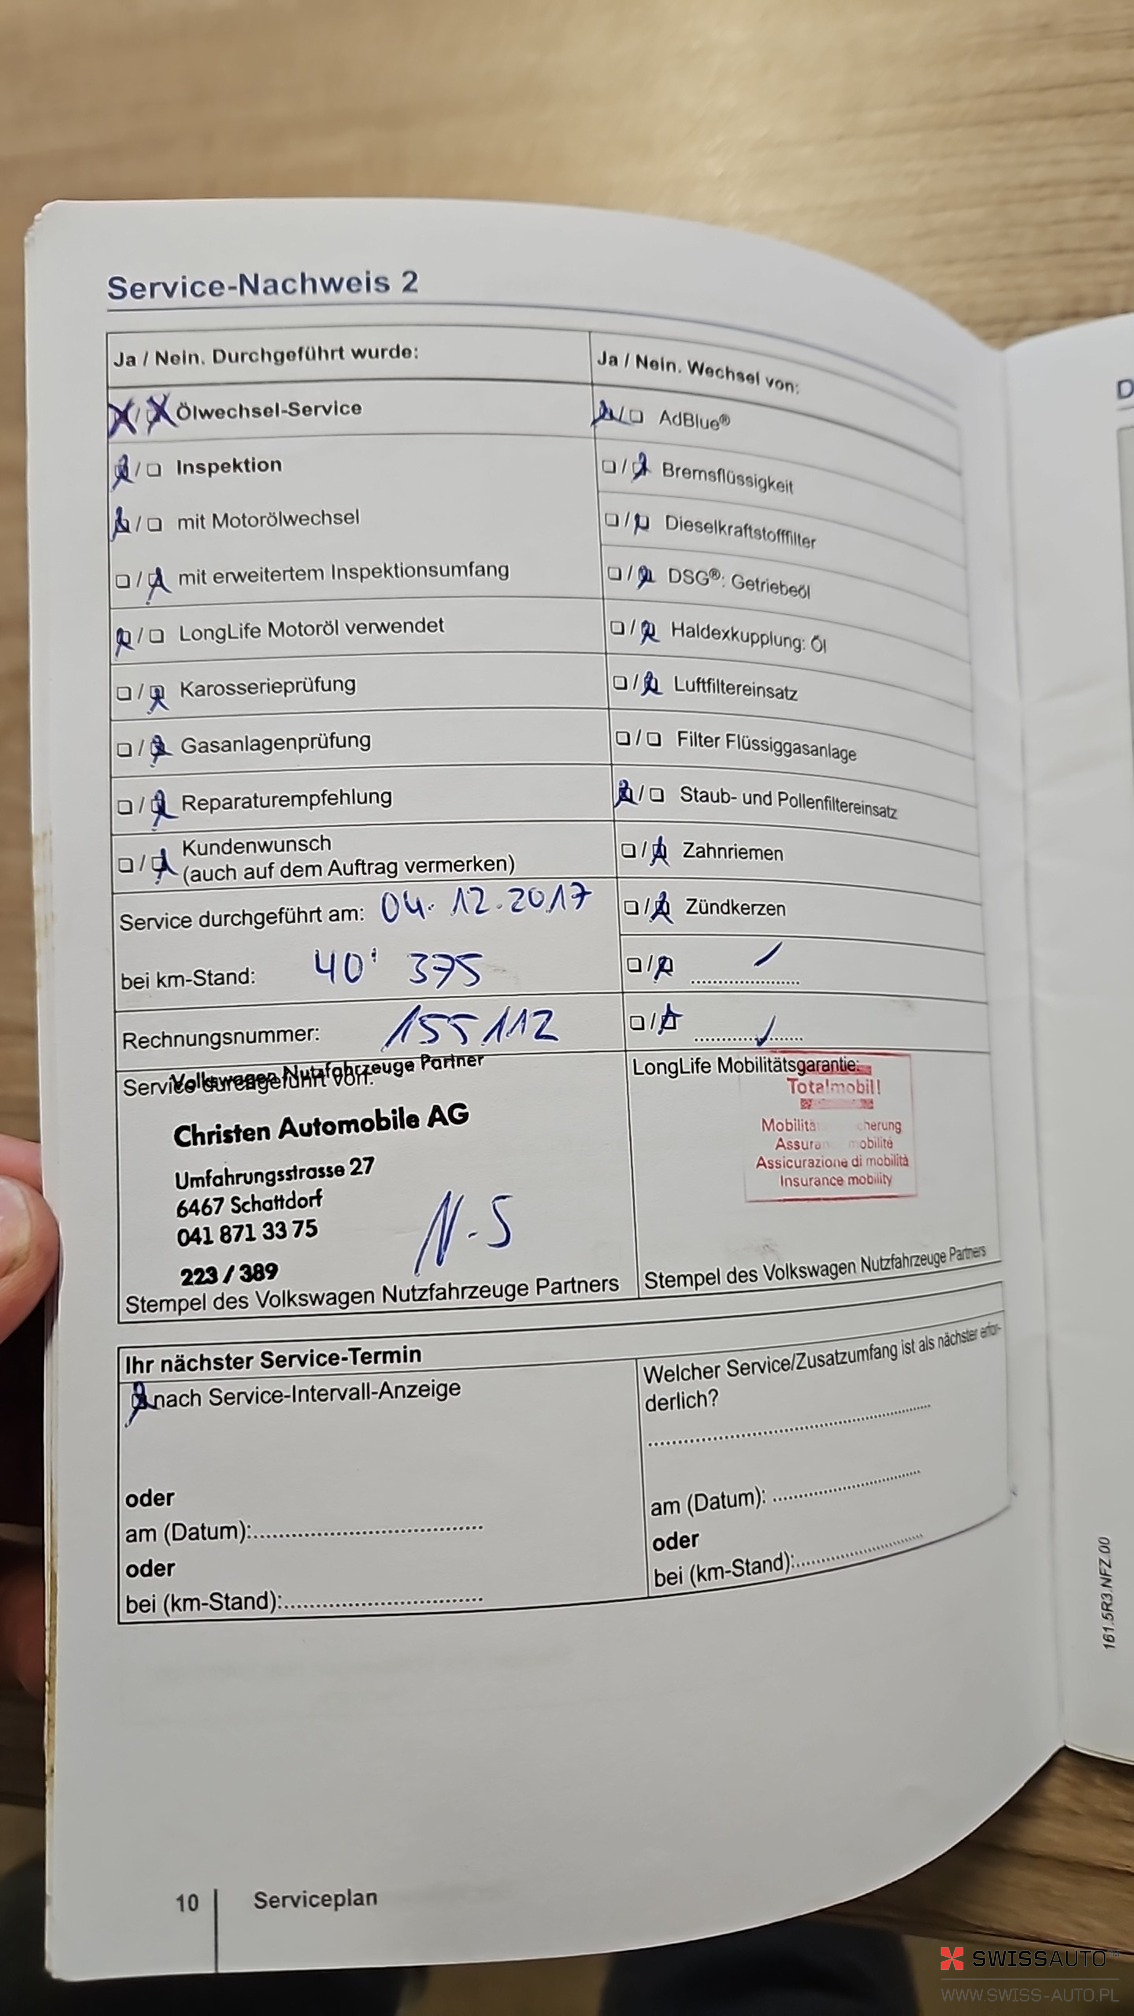 Service-Nachweis 2
Ja / Nein. Durchgeführt wurde:
Ölwechsel-Service
Inspektion
mit Motorölwechsel
mit erweitertem Inspektionsumfang
LongLife Motoröl verwendet
Karosserieprüfung
Gasanlagenprüfung
Reparaturempfehlung
Kundenwunsch
(auch auf dem Auftrag vermerken)
Service durchgeführt am: 04.12.2017
bei km-Stand: 40' 375
Rechnungsnummer: 155112
Ja / Nein. Wechsel von:
AdBlue®
Bremsflüssigkeit
Dieselkraftstofffilter
DSG®: Getriebeöl
Haldexkupplung: Öl
Luftfiltereinsatz
Filter Flüssiggasanlage
Staub- und Pollenfiltereinsatz
Zahnriemen
Zündkerzen
Service durchgeführt von:
Volkswagen Nutzfahrzeuge Partner
Christen Automobile AG
Umfahrungsstrasse 27
6467 Schattdorf
041 871 33 75
223 / 389
N-S
Stempel des Volkswagen Nutzfahrzeuge Partners
LongLife Mobilitätsgarantie:
Totalmobil!
Assicurazione di mobilità
Insurance mobility
Stempel des Volkswagen Nutzfahrzeuge Partners
Ihr nächster Service-Termin
nach Service-Intervall-Anzeige
oder
am (Datum):
oder
bei (km-Stand):
Welcher Service/Zusatzumfang ist als nächster erfor-
derlich?
am (Datum):
oder
bei (km-Stand):
10 Serviceplan
161.5R3.NFZ.00
D
SWISSAUTO
WWW.SWISS-AUTO.PL